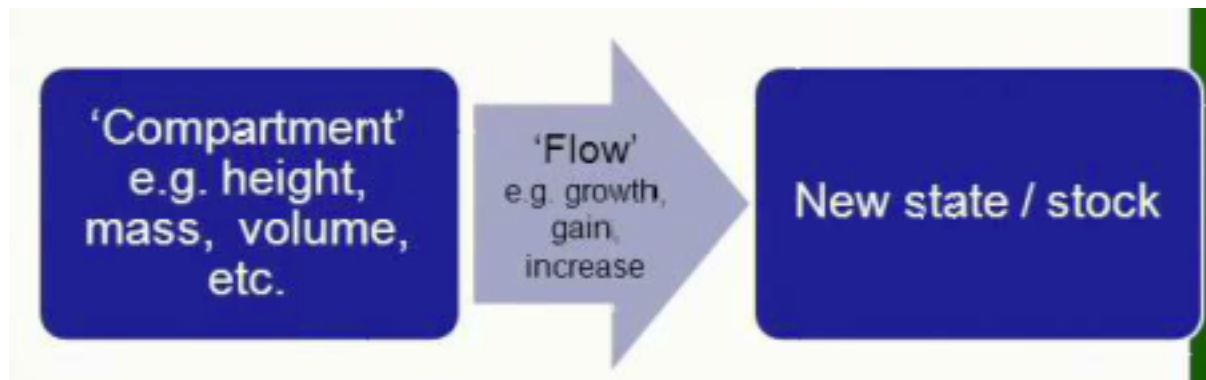 ‘Compartment’
e.g. height,
mass, volume,
etc.
‘Flow’
e.g. growth,
gain,
increase
New state / stock